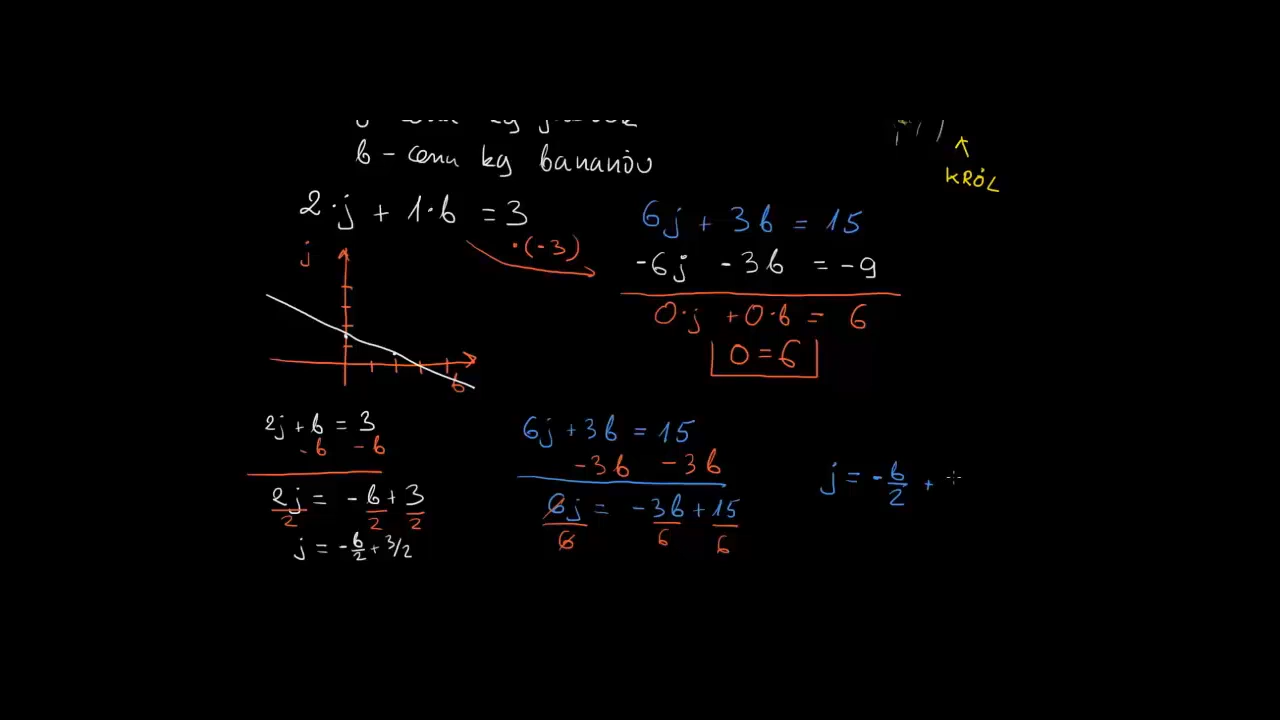 b - cena kg bananów
KRÓL
2·j + 1·b = 3
·(-3)
6j + 3b = 15
-6j - 3b = -9
0·j + 0·b = 6
0 = 6
j
b
2j + b = 3
-b -b
2j = -b + 3
2 2 2
j = -b/2 + 3/2
6j + 3b = 15
-3b -3b
6j = -3b + 15
6 6 6
j = -b/2 +